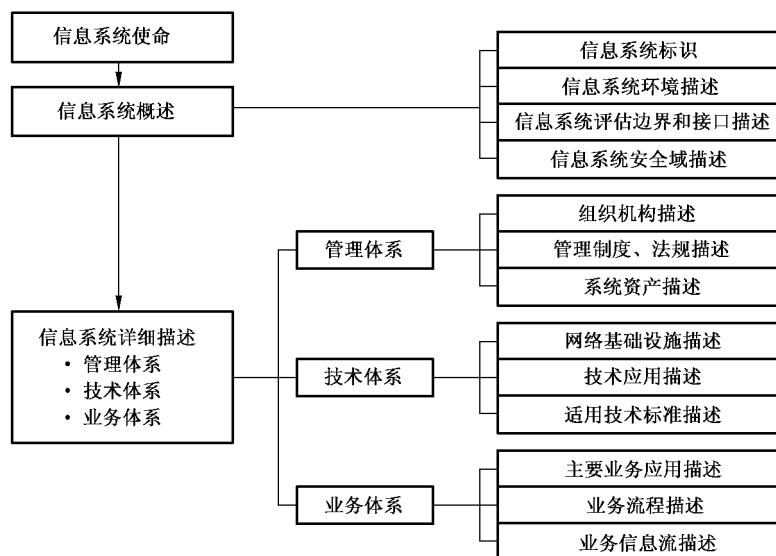 信息系统使命
信息系统概述
信息系统标识
信息系统环境描述
信息系统评估边界和接口描述
信息系统安全域描述
信息系统详细描述
· 管理体系
· 技术体系
· 业务体系
管理体系
组织机构描述
管理制度、法规描述
系统资产描述
技术体系
网络基础设施描述
技术应用描述
适用技术标准描述
业务体系
主要业务应用描述
业务流程描述
业务信息流描述